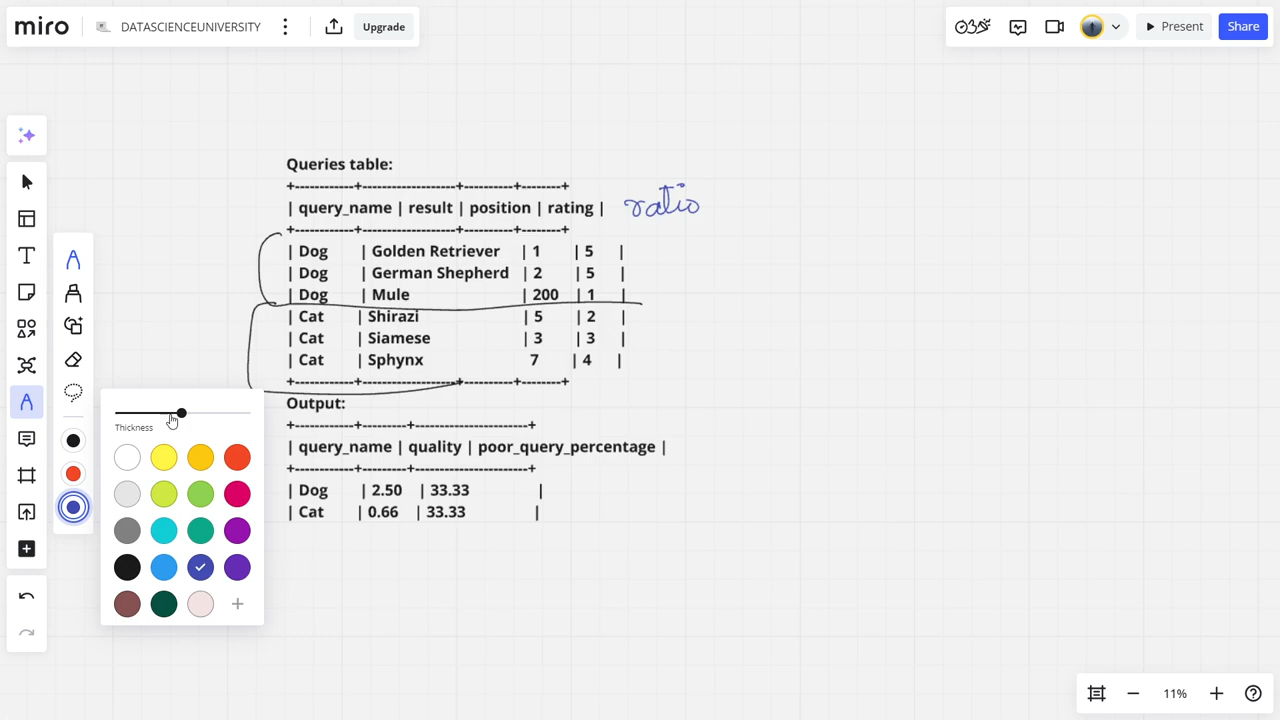 miro DATASCIENCEUNIVERSITY Upgrade Present Share
Queries table:
+------------+-------------------+----------+--------+
| query_name | result | position | rating | ratio
+------------+-------------------+----------+--------+
| Dog | Golden Retriever | 1 | 5 |
| Dog | German Shepherd | 2 | 5 |
| Dog | Mule | 200 | 1 |
| Cat | Shirazi | 5 | 2 |
| Cat | Siamese | 3 | 3 |
| Cat | Sphynx 7 | 4 |
+------------+-------------------+----------+--------+
Output:
+------------+---------+-----------------------+
| query_name | quality | poor_query_percentage |
+------------+---------+-----------------------+
| Dog | 2.50 | 33.33 |
| Cat | 0.66 | 33.33 |
Thickness
11%